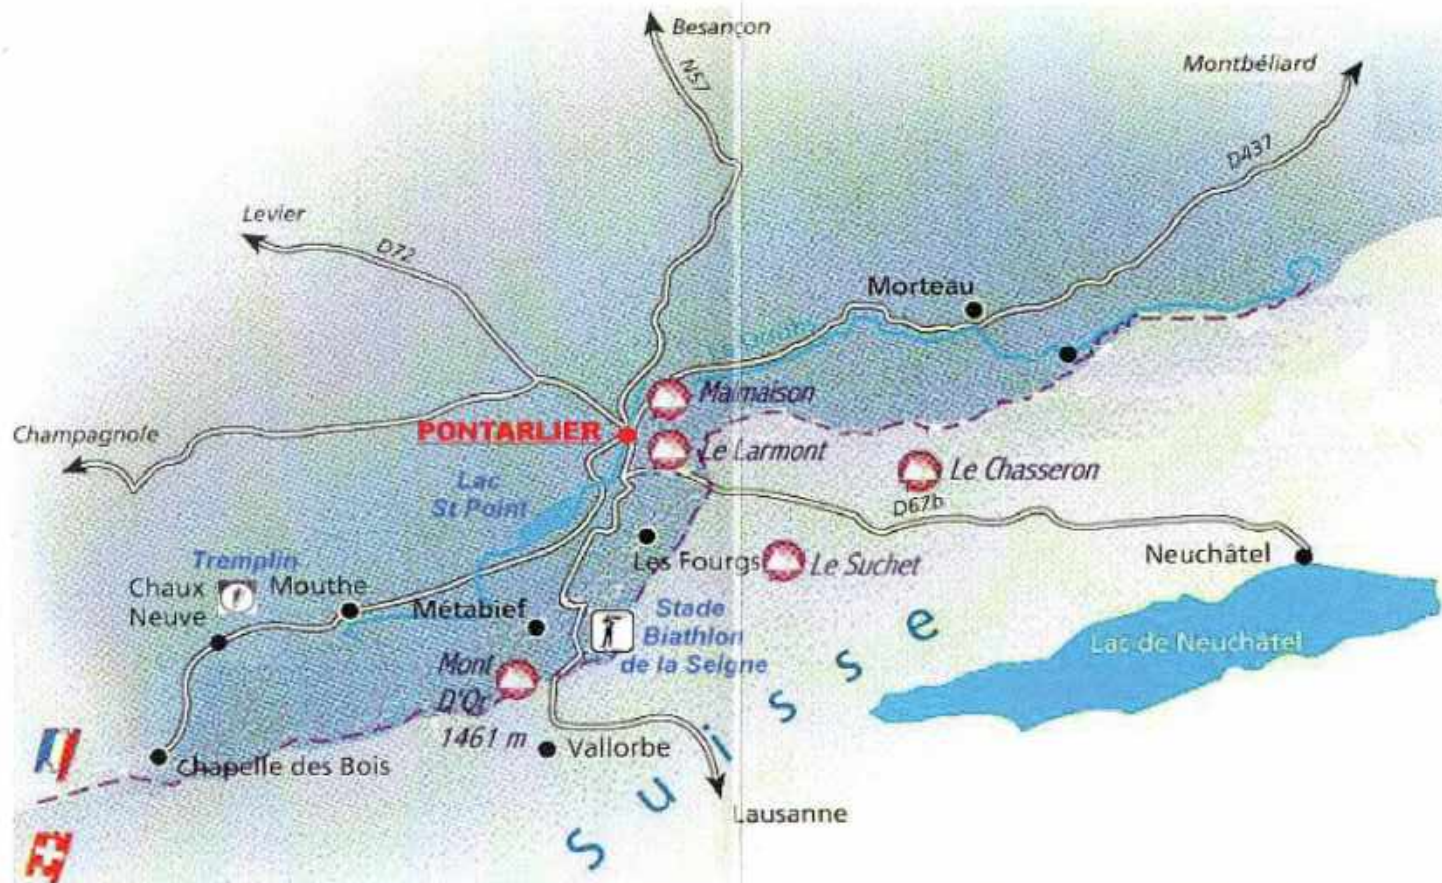 Besançon
N57
Montbéliard
D437
Levier
D72
Morteau
Malmaison
Champagnole
PONTARLIER
Le Larmont
Le Chasseron
Lac
St Point
D67b
Tremplin
Chaux
Neuve
Mouthe
Les Fourgs
Le Suchet
Neuchâtel
Métabief
Stade
Biathlon
de la Seigne
Lac de Neuchâtel
Mont
D'Or
1461 m
Vallorbe
Chapelle des Bois
Suisse
Lausanne